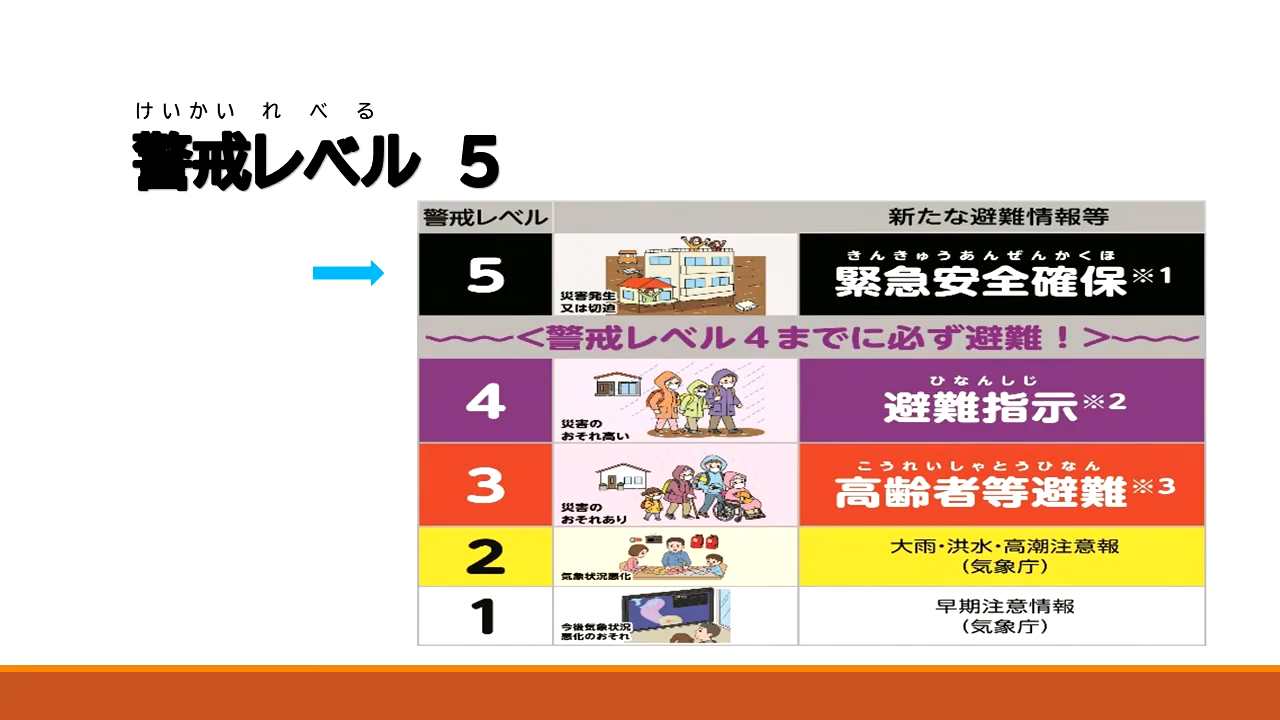 けいかい れ べ る
警戒レベル 5
警戒レベル
新たな避難情報等
5
災害発生
又は切迫
きんきゅうあんぜんかくほ
緊急安全確保※1
〜〜〜<警戒レベル4までに必ず避難！>〜〜〜
4
災害の
おそれ高い
ひなんしじ
避難指示※2
3
災害の
おそれあり
こうれいしゃとうひなん
高齢者等避難※3
2
気象状況悪化
大雨･洪水･高潮注意報
（気象庁）
1
今後気象状況
悪化のおそれ
早期注意情報
（気象庁）